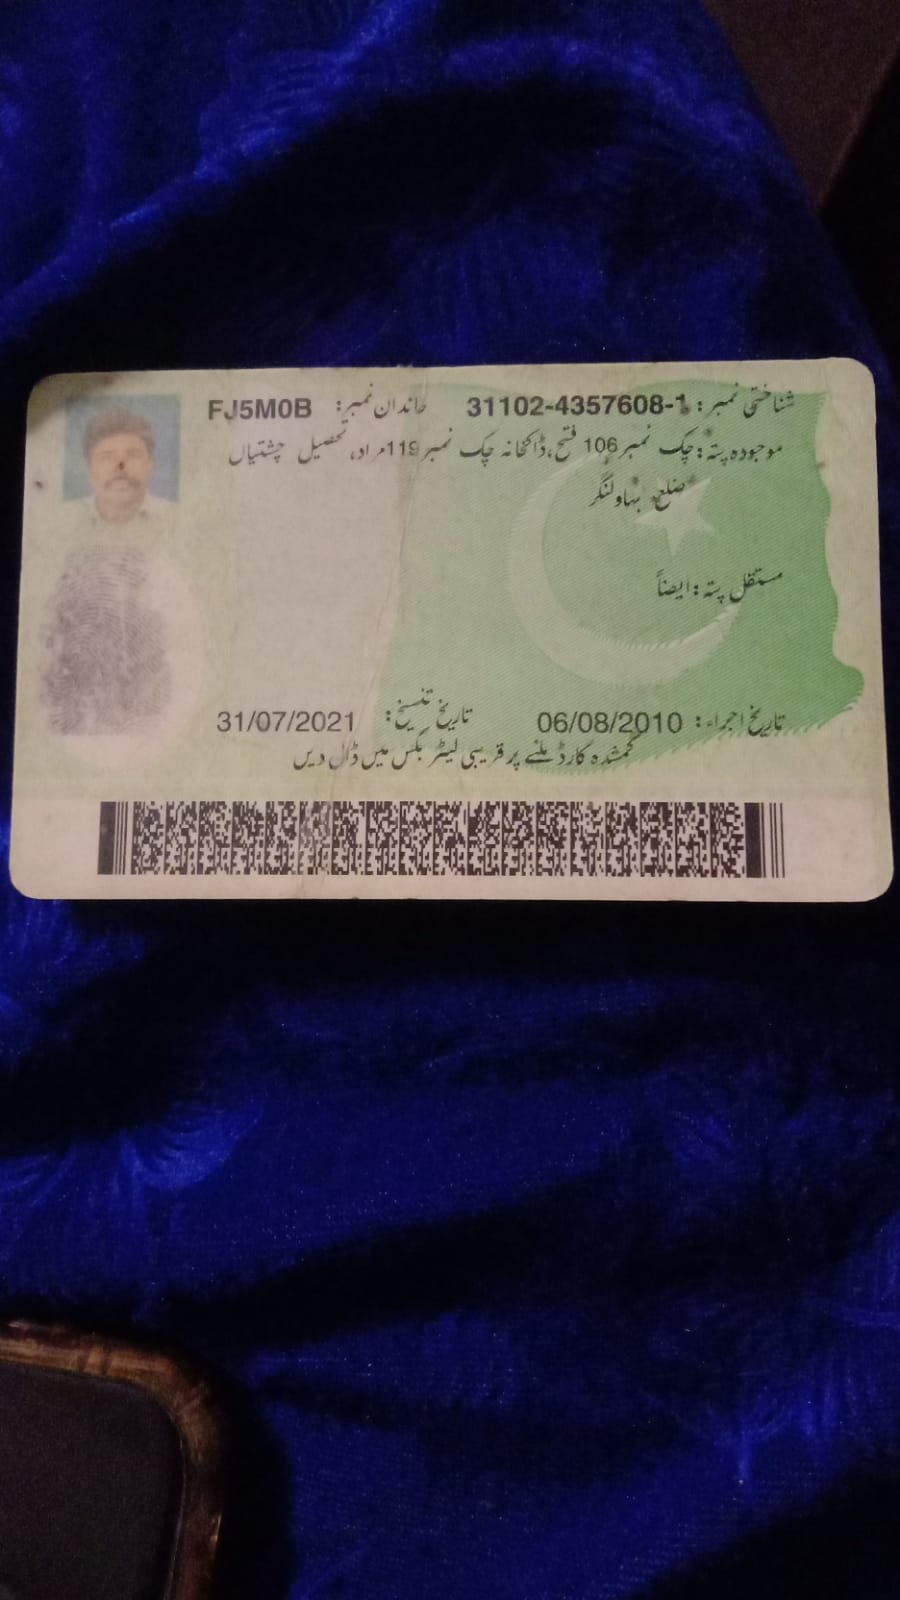 شناختی نمبر: 31102-4357608-1 خاندان نمبر: FJ5M0B
موجودہ پتہ: چک نمبر 106 فتح، ڈاکخانہ چک نمبر 119 مراد، تحصیل چشتیاں
ضلع بہاولنگر
مستقل پتہ: ایضاً
تاریخ اجراء: 06/08/2010 تاریخ تنسیخ: 31/07/2021
گمشدہ کارڈ ملنے پر قریبی لیٹر بکس میں ڈال دیں